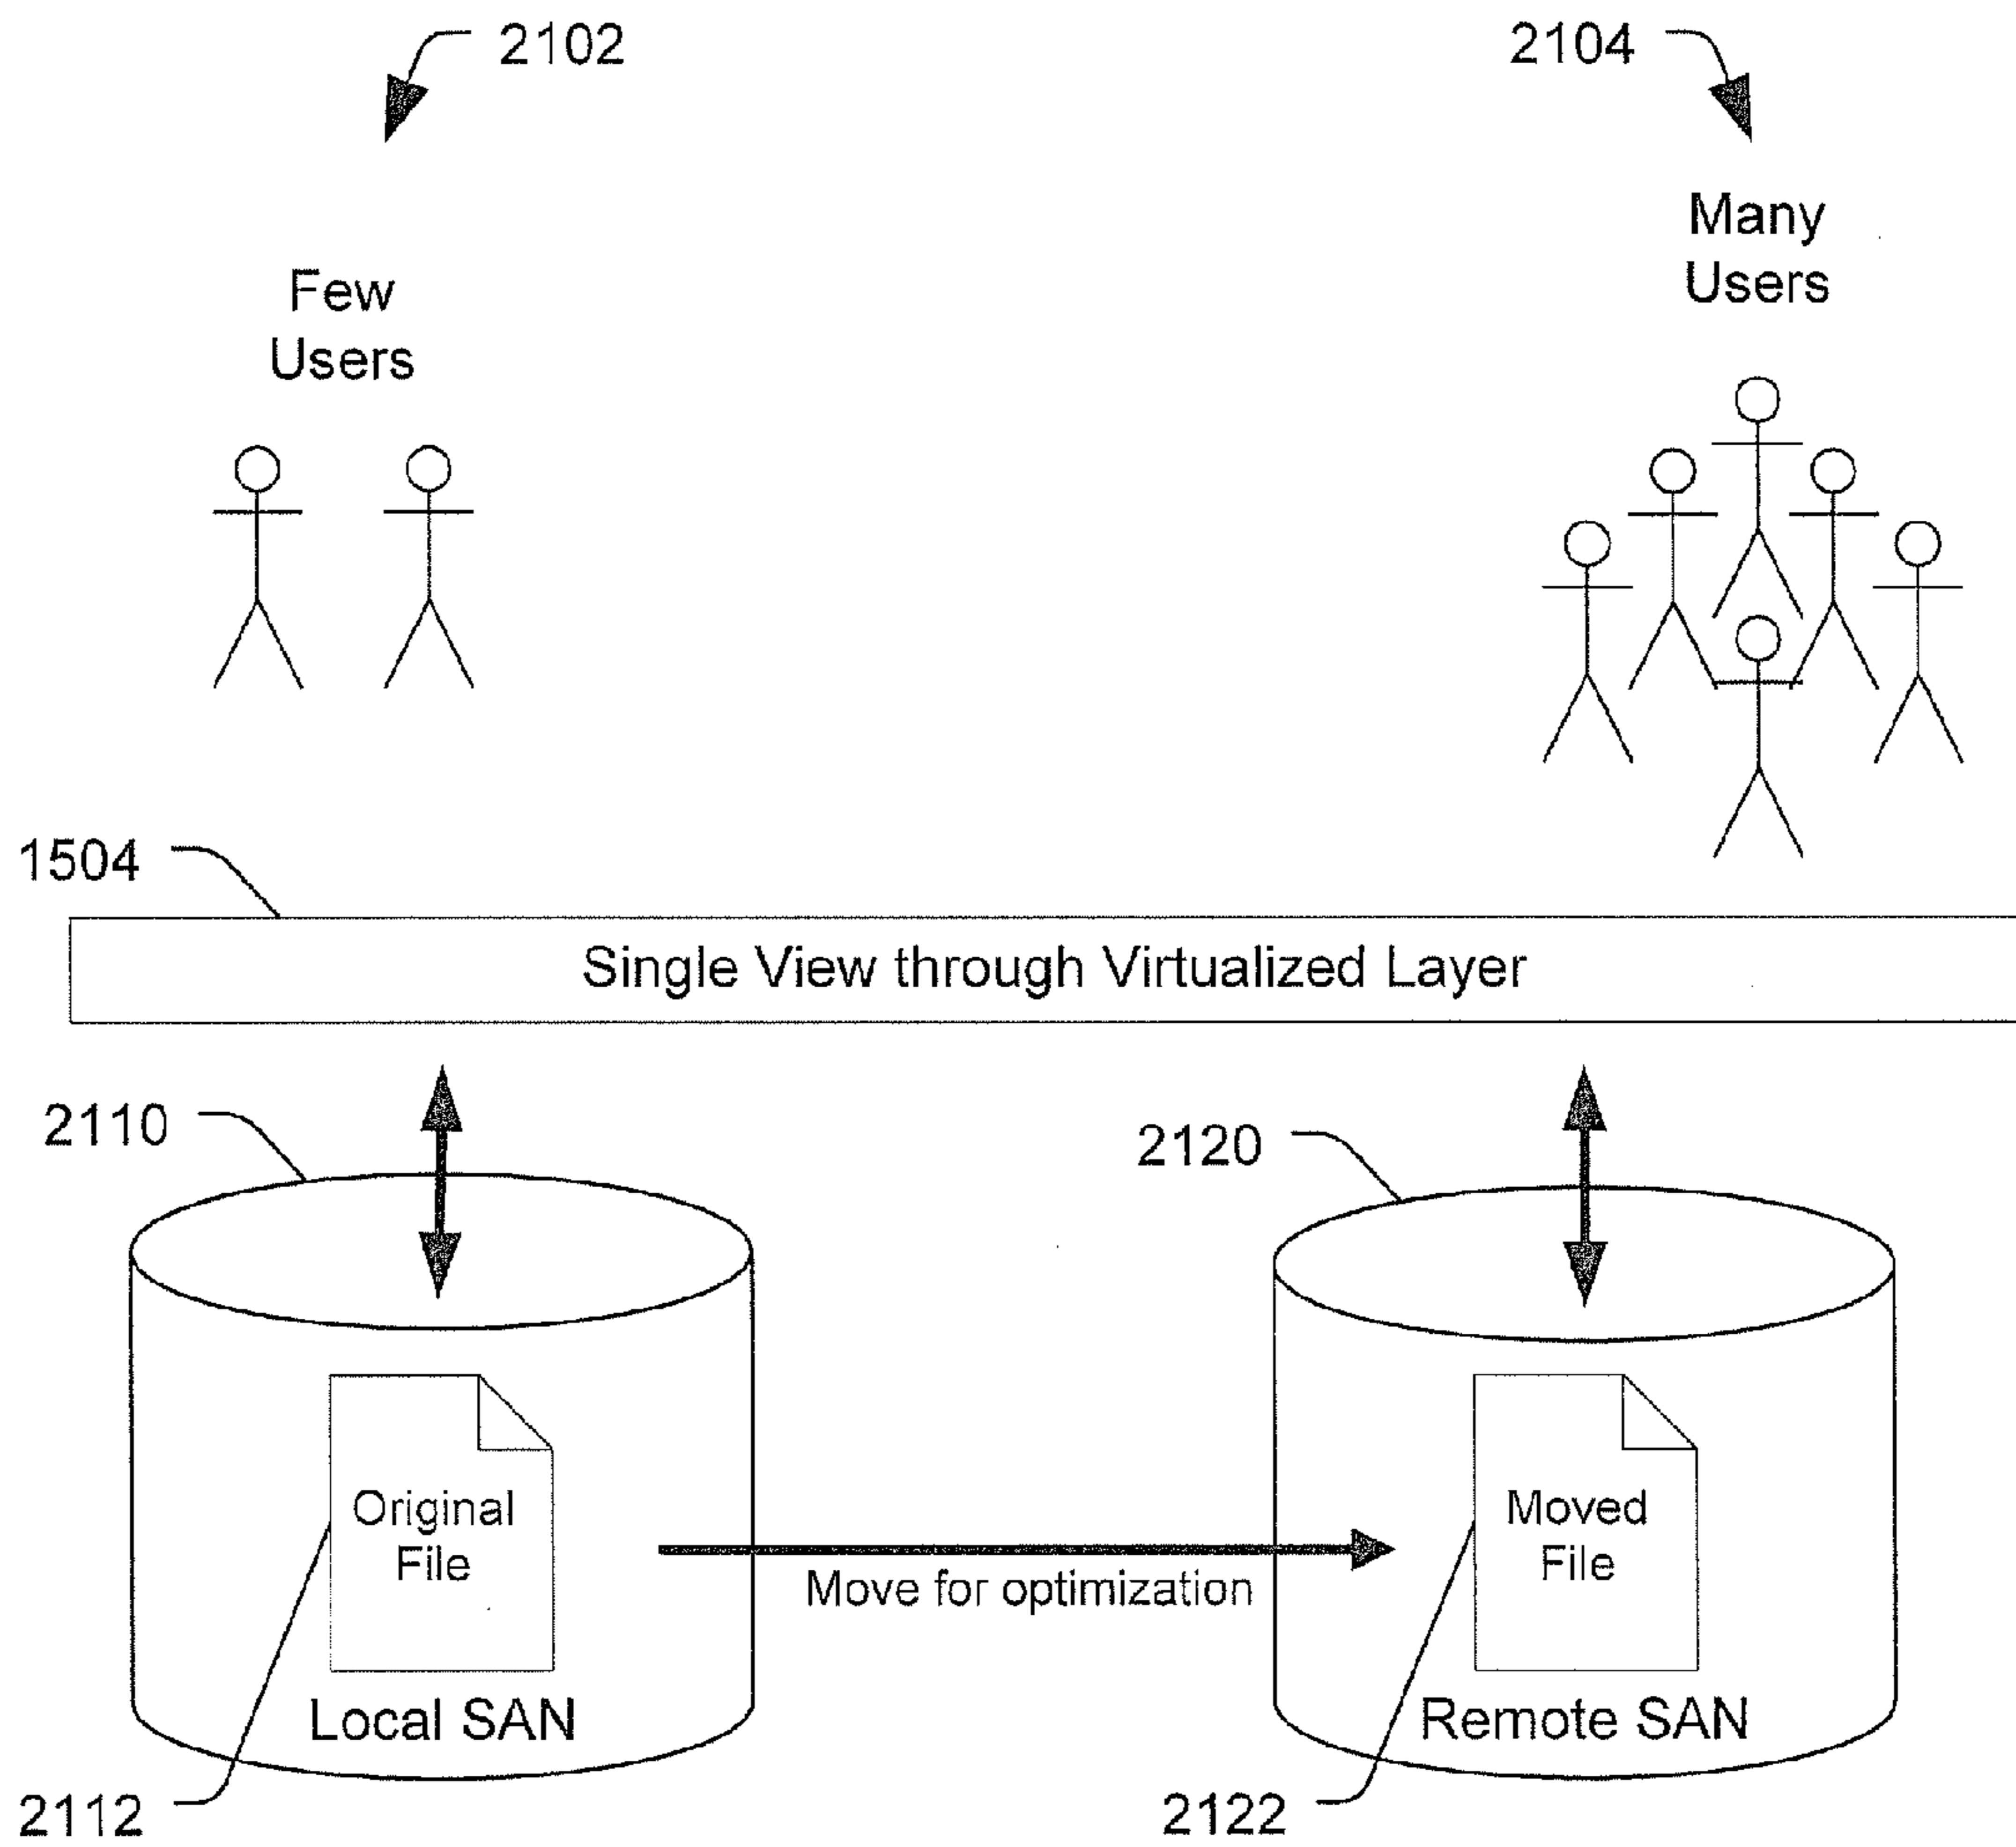 2102
2104
Few
Users
Many
Users
1504
Single View through Virtualized Layer
2110
2120
Original
File
Moved
File
Move for optimization
Local SAN
Remote SAN
2112
2122